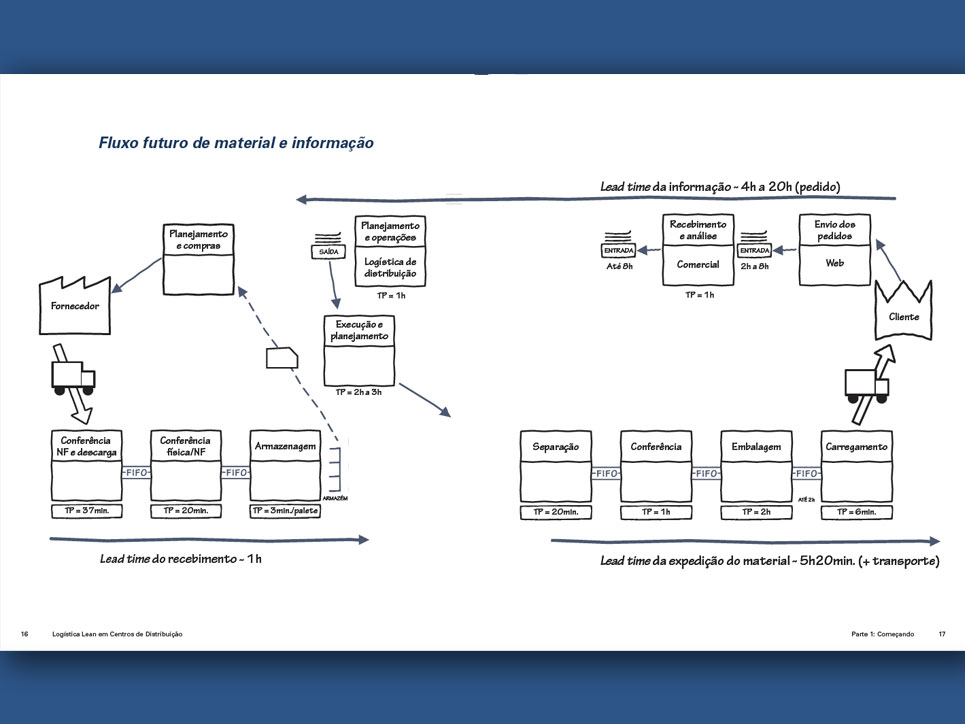 Fluxo futuro de material e informação
Lead time da informação - 4h a 20h (pedido)
Planejamento
e compras
Fornecedor
SAÍDA
Planejamento
e operações
Logística de
distribuição
TP = 1h
Execução e
planejamento
TP = 2h a 3h
ENTRADA
Até 8h
Recebimento
e análise
Comercial
TP = 1h
ENTRADA
2h a 8h
Envio dos
pedidos
Web
Cliente
Conferência
NF e descarga
TP = 37min.
FIFO
Conferência
física/NF
TP = 20min.
FIFO
Armazenagem
TP = 3min./palete
ARMAZÉM
Lead time do recebimento - 1h
Separação
TP = 20min.
FIFO
Conferência
TP = 1h
FIFO
Embalagem
TP = 2h
FIFO
ATÉ 2h
Carregamento
TP = 6min.
Lead time da expedição do material - 5h20min. (+ transporte)
16 Logística Lean em Centros de Distribuição
Parte 1: Começando 17